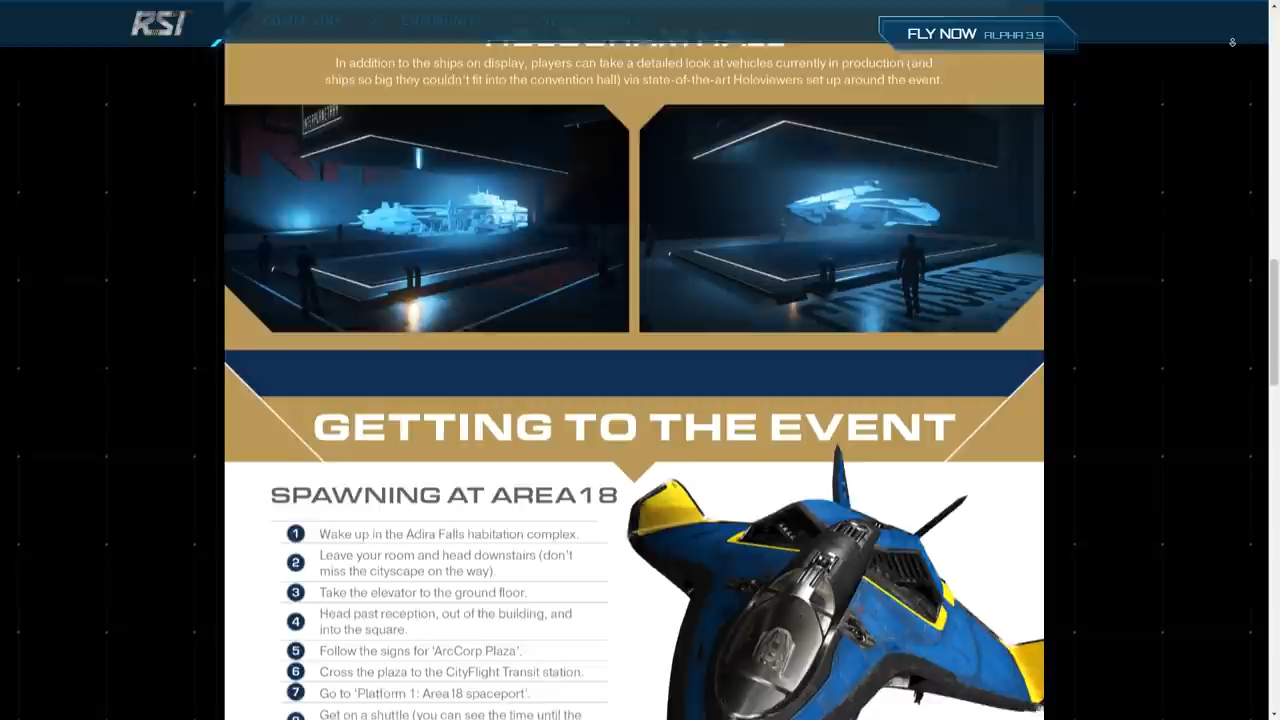 RSI
FLY NOW ALPHA 3.9
In addition to the ships on display, players can take a detailed look at vehicles currently in production (and
ships so big they couldn't fit into the convention hall) via state-of-the-art Holoviewers set up around the event.
GETTING TO THE EVENT
SPAWNING AT AREA18
1 Wake up in the Adira Falls habitation complex.
2 Leave your room and head downstairs (don't
miss the cityscape on the way).
3 Take the elevator to the ground floor.
4 Head past reception, out of the building, and
into the square.
5 Follow the signs for 'ArcCorp Plaza'.
6 Cross the plaza to the CityFlight Transit station.
7 Go to 'Platform 1: Area18 spaceport'.
Get on a shuttle (you can see the time until the